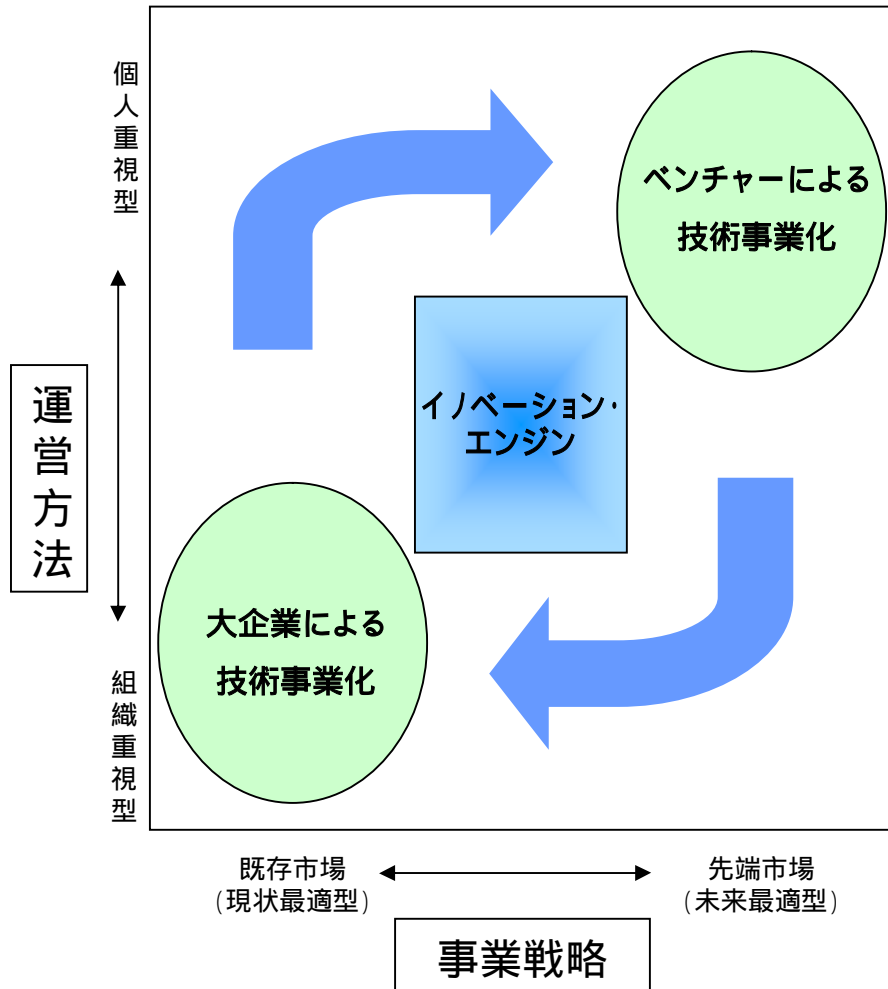 個人重視型
ベンチャーによる
技術事業化
イノベーション・
エンジン
運営方法
大企業による
技術事業化
組織重視型
既存市場
(現状最適型)
先端市場
(未来最適型)
事業戦略